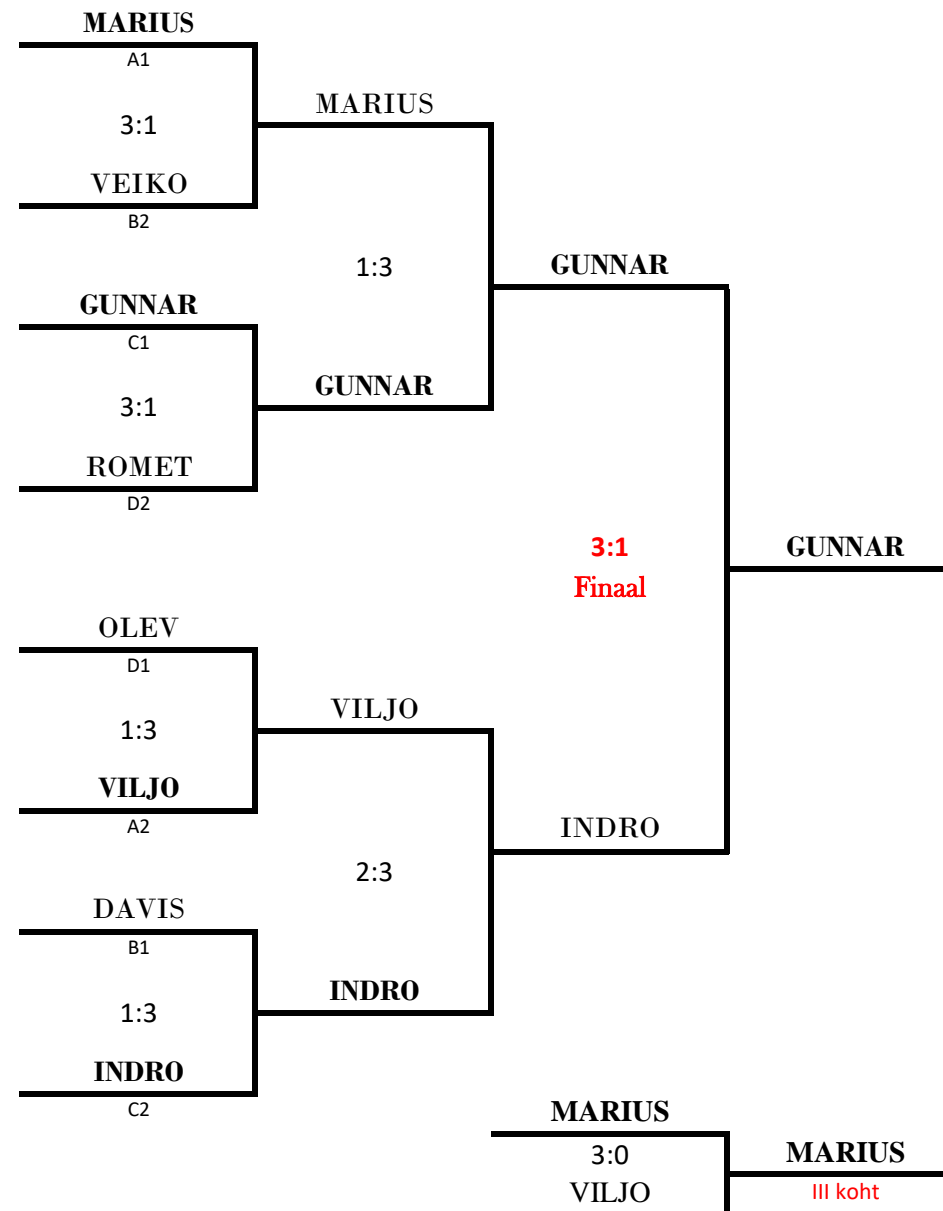 MARIUS
A1
3:1
MARIUS
VEIKO
B2
1:3
GUNNAR
GUNNAR
C1
3:1
GUNNAR
ROMET
D2
3:1
Finaal
GUNNAR
OLEV
D1
1:3
VILJO
VILJO
A2
2:3
INDRO
DAVIS
B1
1:3
INDRO
INDRO
C2
MARIUS
3:0
VILJO
MARIUS
III koht